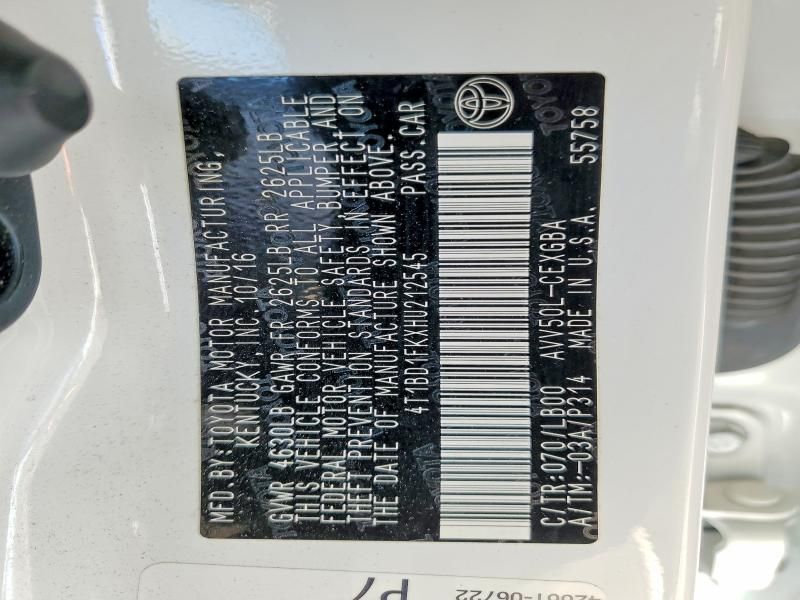 MFD.BY:TOYOTA MOTOR MANUFACTURING,
KENTUCKY, INC. 10/16
GVWR 4630LB GAWR FR 2625LB RR 2625LB
THIS VEHICLE CONFORMS TO ALL APPLICABLE
FEDERAL MOTOR VEHICLE SAFETY, BUMPER, AND
THEFT PREVENTION STANDARDS IN EFFECT ON
THE DATE OF MANUFACTURE SHOWN ABOVE.
4T1BD1FKXHU212545 PASS.CAR
C/TR:070/LB00 AVV50L-CEXGBA
A/TM:-03A/P314 MADE IN U.S.A. 55758